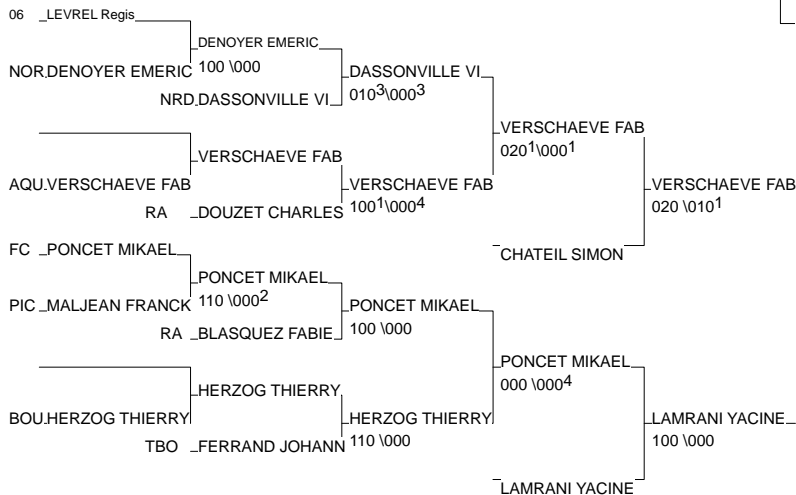 06 LEVREL Regis
DENOYER EMERIC
NOR DENOYER EMERIC 100 \000 DASSONVILLE VI
NRD DASSONVILLE VI 010³\000³
VERSCHAEVE FAB
020¹\000¹
VERSCHAEVE FAB
AQU VERSCHAEVE FAB VERSCHAEVE FAB VERSCHAEVE FAB
RA DOUZET CHARLES 100¹\000⁴ 020 \010¹
FC PONCET MIKAEL CHATEIL SIMON
PONCET MIKAEL
PIC MALJEAN FRANCK 110 \000² PONCET MIKAEL
RA BLASQUEZ FABIE 100 \000
PONCET MIKAEL
000 \000⁴
HERZOG THIERRY
BOU HERZOG THIERRY HERZOG THIERRY LAMRANI YACINE
TBO FERRAND JOHANN 110 \000 100 \000
LAMRANI YACINE